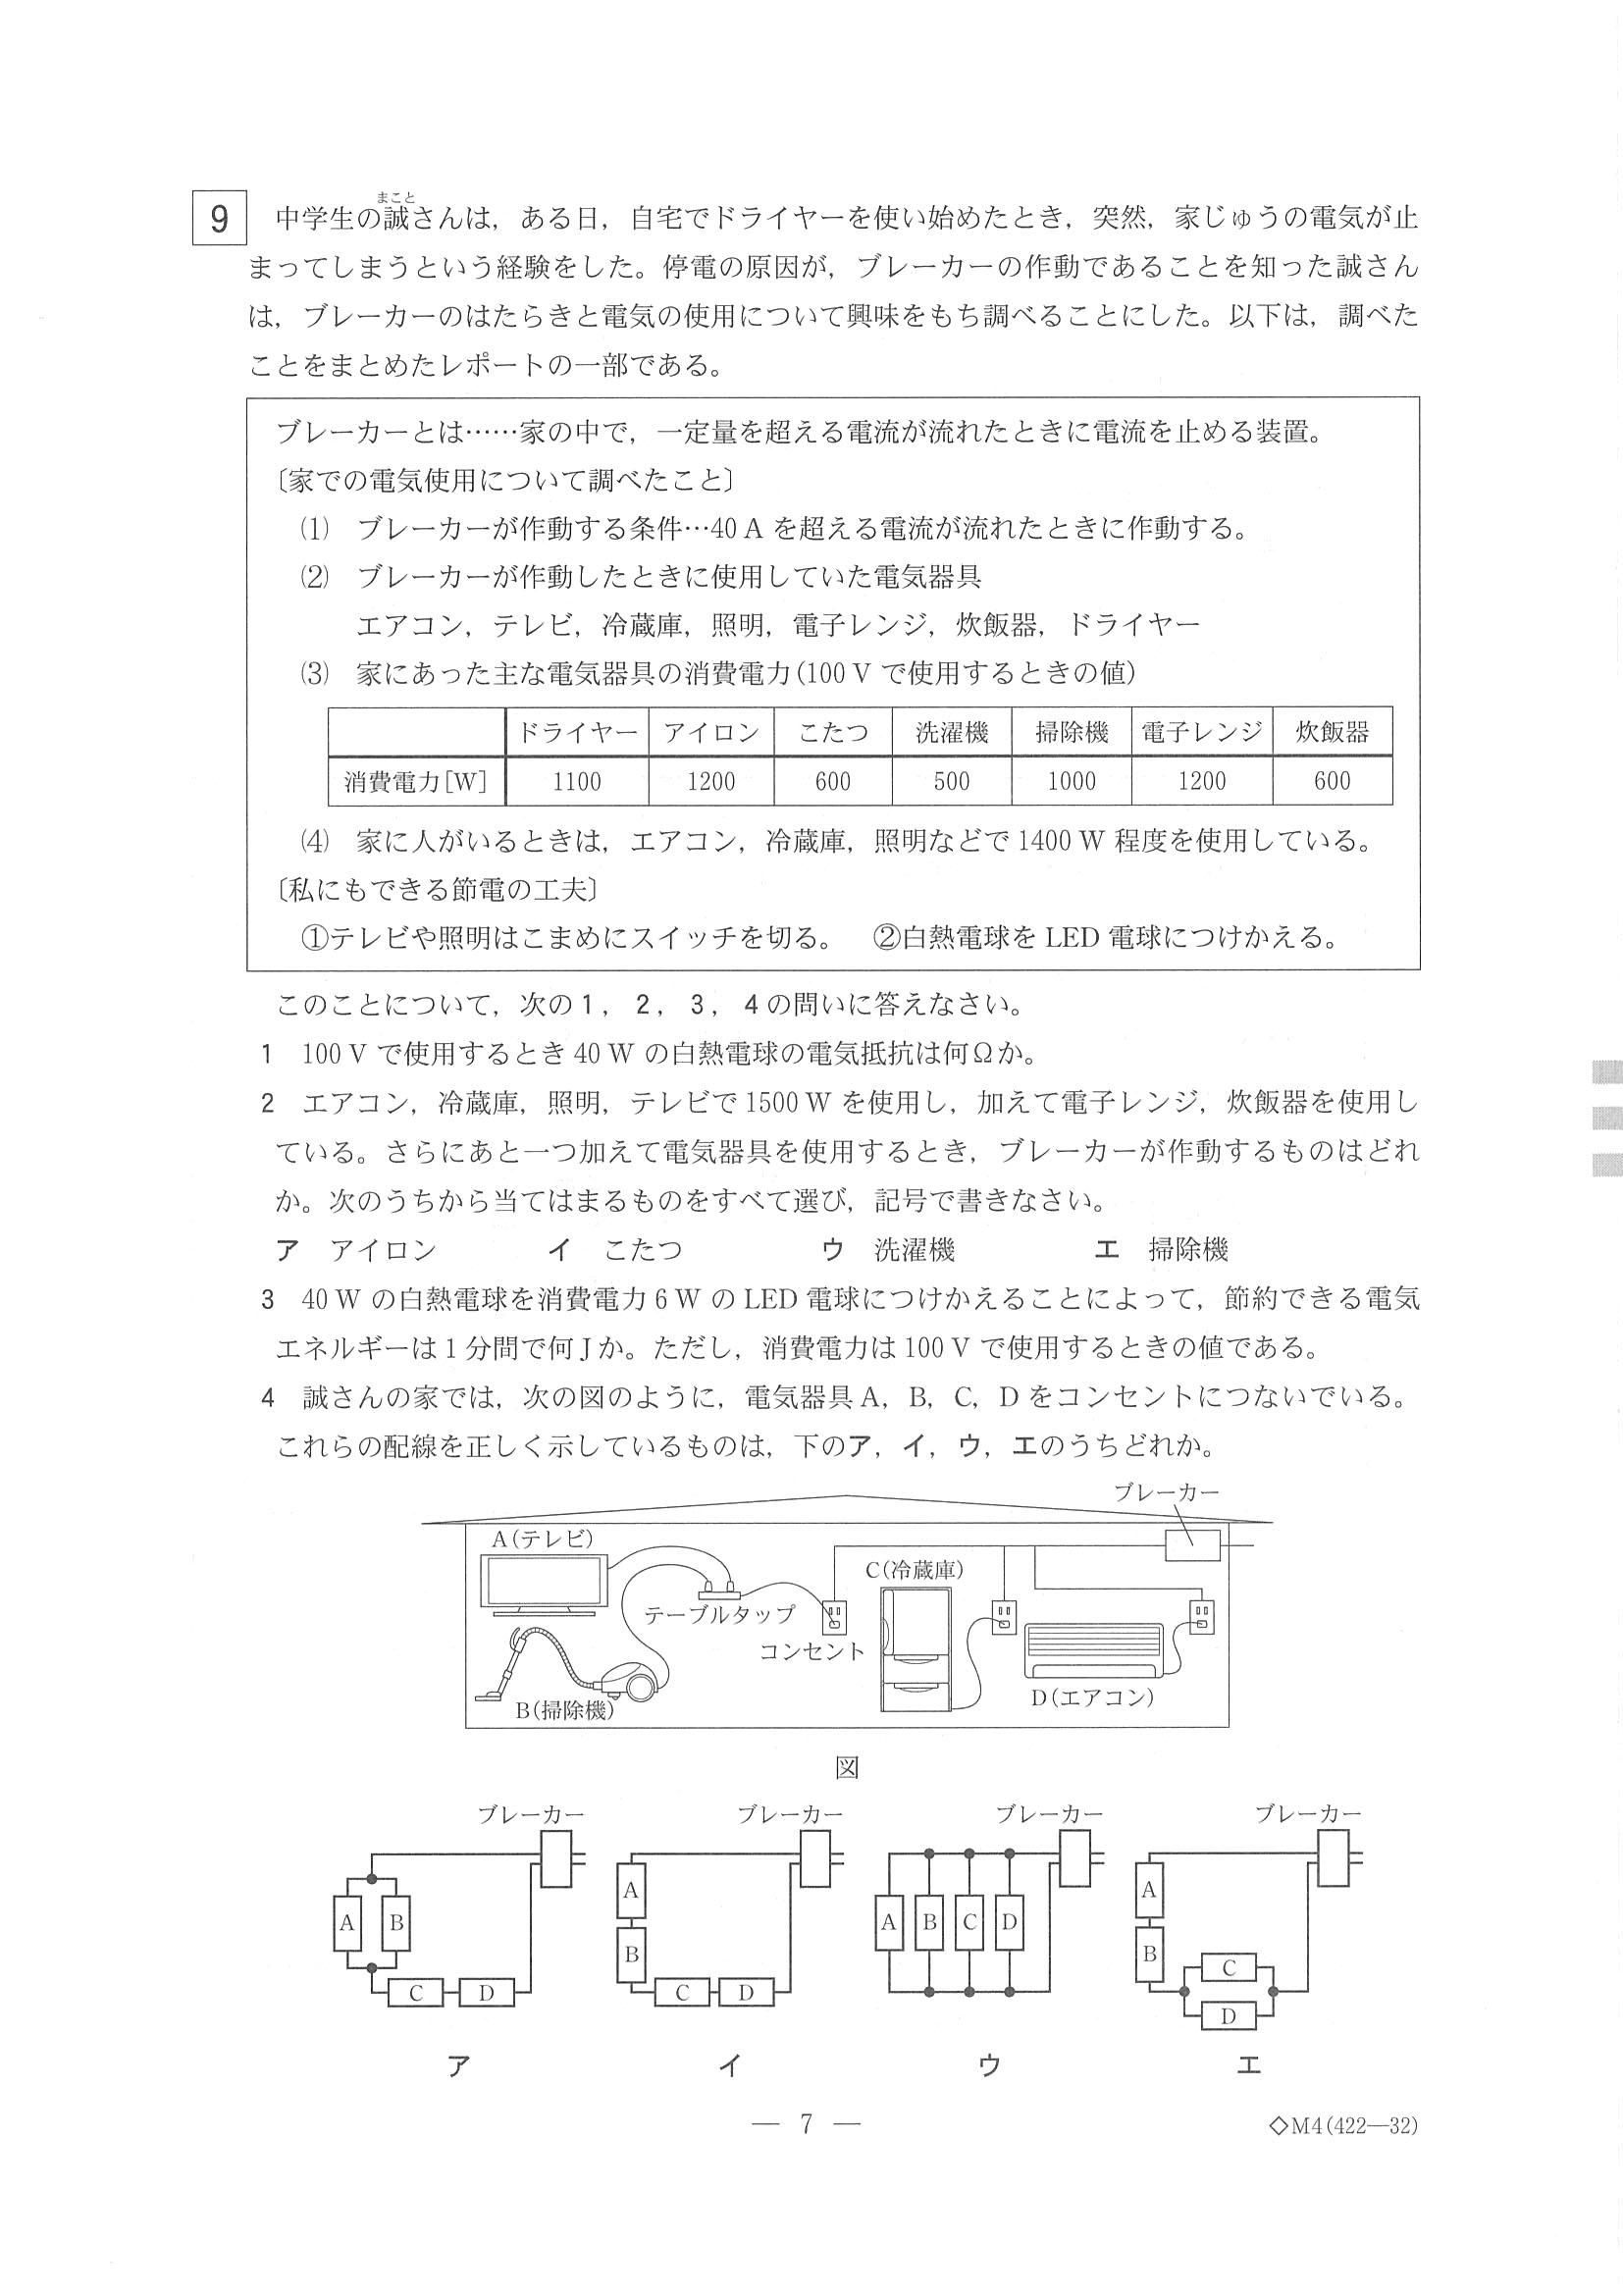 9 中学生の誠さんは，ある日，自宅でドライヤーを使い始めたとき，突然，家じゅうの電気が止
まこと
まってしまうという経験をした。停電の原因が，ブレーカーの作動であることを知った誠さん
は，ブレーカーのはたらきと電気の使用について興味をもち調べることにした。以下は，調べた
ことをまとめたレポートの一部である。
ブレーカーとは……家の中で，一定量を超える電流が流れたときに電流を止める装置。
〔家での電気使用について調べたこと〕
⑴ ブレーカーが作動する条件…40 A を超える電流が流れたときに作動する。
⑵ ブレーカーが作動したときに使用していた電気器具
エアコン，テレビ，冷蔵庫，照明，電子レンジ，炊飯器，ドライヤー
⑶ 家にあった主な電気器具の消費電力(100 V で使用するときの値)
ドライヤー アイロン こたつ 洗濯機 掃除機 電子レンジ 炊飯器
消費電力[W] 1100 1200 600 500 1000 1200 600
⑷ 家に人がいるときは，エアコン，冷蔵庫，照明などで 1400 W 程度を使用している。
〔私にもできる節電の工夫〕
①テレビや照明はこまめにスイッチを切る。 ②白熱電球を LED 電球につけかえる。
このことについて，次の1，2，3，4の問いに答えなさい。
1 100 V で使用するとき 40 W の白熱電球の電気抵抗は何Ωか。
2 エアコン，冷蔵庫，照明，テレビで 1500 W を使用し，加えて電子レンジ，炊飯器を使用し
ている。さらにあと一つ加えて電気器具を使用するとき，ブレーカーが作動するものはどれ
か。次のうちから当てはまるものをすべて選び，記号で書きなさい。
ア アイロン イ こたつ ウ 洗濯機 エ 掃除機
3 40 W の白熱電球を消費電力 6 W の LED 電球につけかえることによって，節約できる電気
エネルギーは 1 分間で何 J か。ただし，消費電力は 100 V で使用するときの値である。
4 誠さんの家では，次の図のように，電気器具 A，B，C，D をコンセントにつないでいる。
これらの配線を正しく示しているものは，下のア，イ，ウ，エのうちどれか。
ブレーカー
A(テレビ)
C(冷蔵庫)
テーブルタップ
コンセント
D(エアコン)
B(掃除機)
図
ブレーカー ブレーカー ブレーカー ブレーカー
A B C D
A B C D
A B C D
A B C D
ア イ ウ エ
— 7 —
◇M4(422—32)